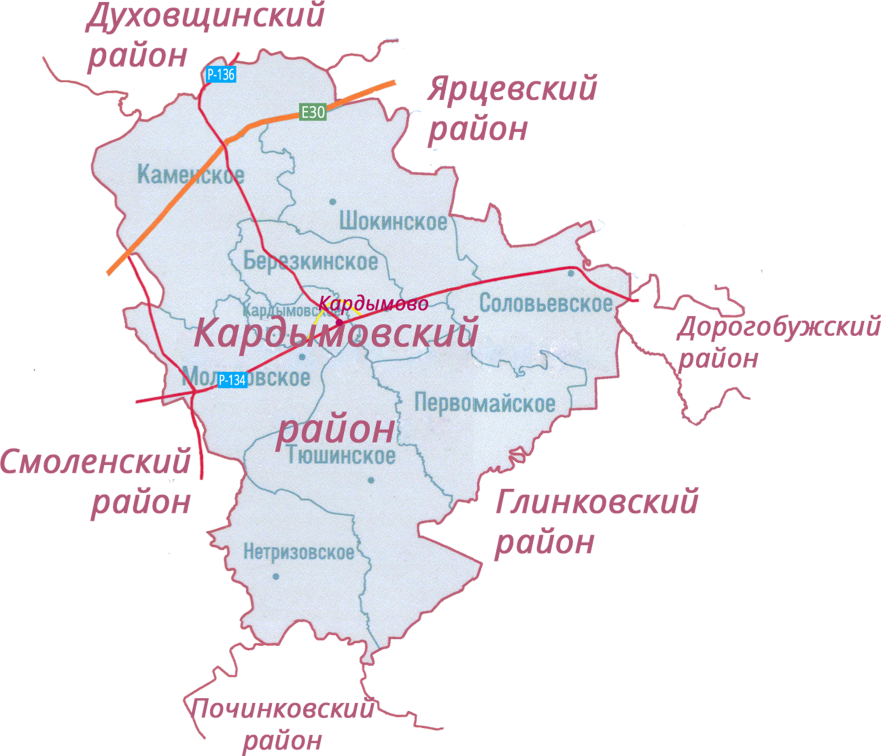 Духовщинский
район
Р-136
Ярцевский
район
E30
Каменское
Шокинское
Березкинское
Кардымово
Соловьевское
Кардымовский
район
Дорогобужский
район
Р-134
Первомайское
Тюшинское
Смоленский
район
Глинковский
район
Нетризовское
Починковский
район